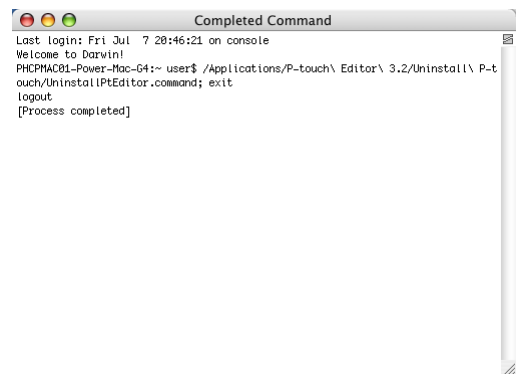 Completed Command
Last login: Fri Jul  7 20:46:21 on console
Welcome to Darwin!
PHCPMAC01-Power-Mac-G4:~ user$ /Applications/P-touch\ Editor\ 3.2/Uninstall\ P-t
ouch/UninstallPtEditor.command; exit
logout
[Process completed]